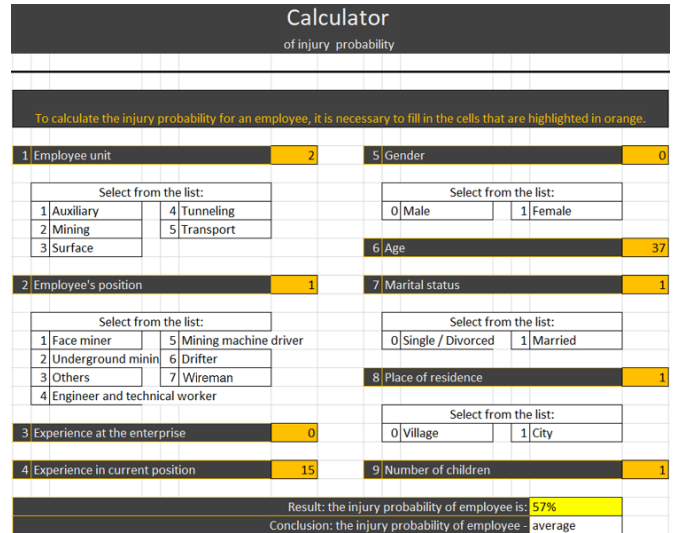 Calculator
of injury probability
To calculate the injury probability for an employee, it is necessary to fill in the cells that are highlighted in orange.
1 Employee unit 2
Select from the list:
1 Auxiliary 4 Tunneling
2 Mining 5 Transport
3 Surface
2 Employee's position 1
Select from the list:
1 Face miner 5 Mining machine driver
2 Underground minin 6 Drifter
3 Others 7 Wireman
4 Engineer and technical worker
3 Experience at the enterprise 0
4 Experience in current position 15
5 Gender 0
Select from the list:
0 Male 1 Female
6 Age 37
7 Marital status 1
Select from the list:
0 Single / Divorced 1 Married
8 Place of residence 1
Select from the list:
0 Village 1 City
9 Number of children 1
Result: the injury probability of employee is: 57%
Conclusion: the injury probability of employee - average